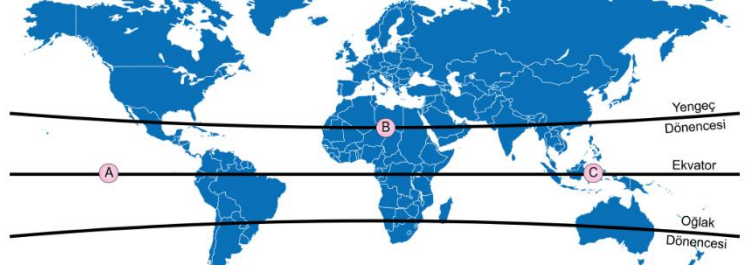 Yengeç
Dönencesi
B
A
C
Ekvator
Oğlak
Dönencesi